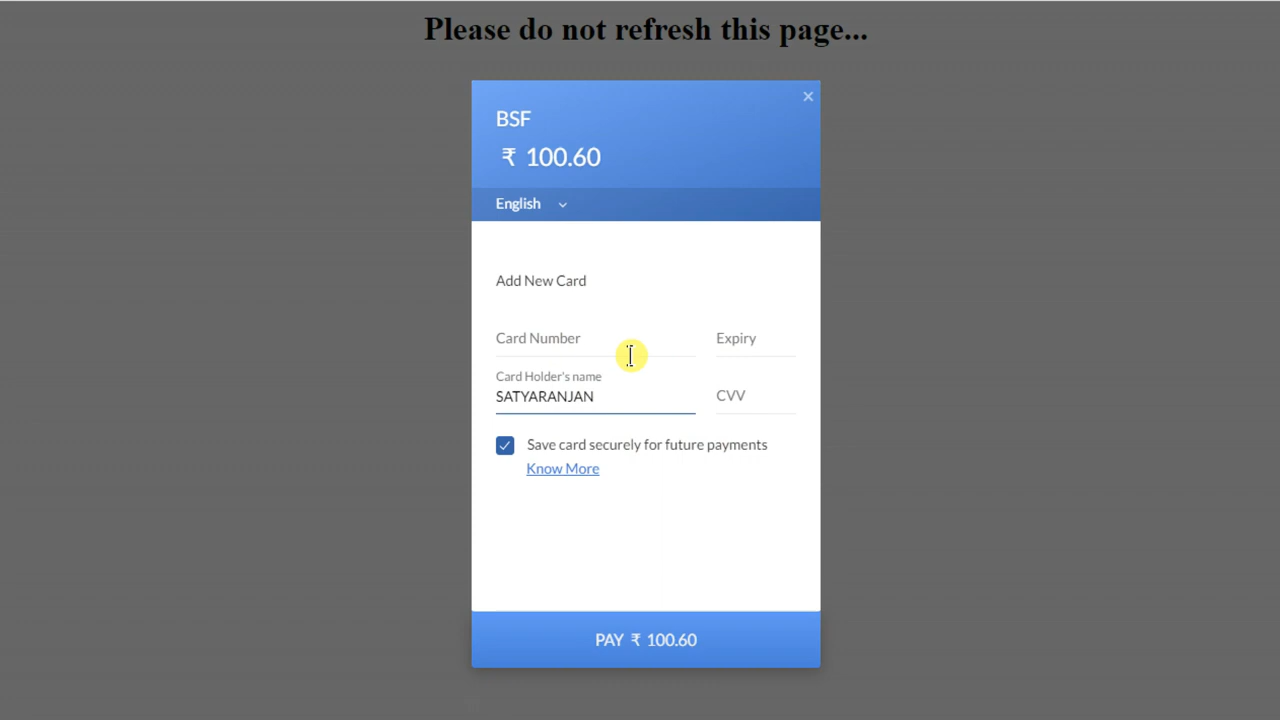 Please do not refresh this page...
BSF
₹ 100.60
English
Add New Card
Card Number
Expiry
Card Holder's name
SATYARANJAN
CVV
Save card securely for future payments
Know More
PAY ₹ 100.60